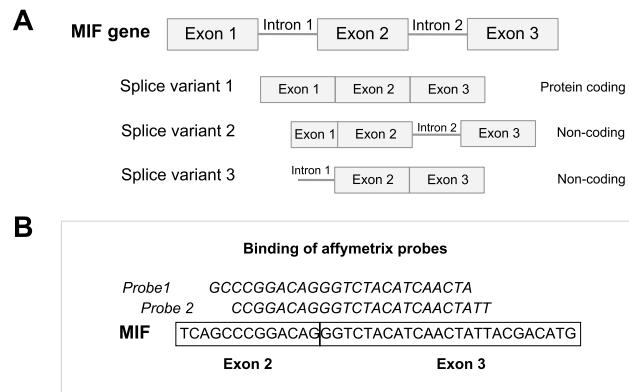 A
MIF gene Exon 1 Intron 1 Exon 2 Intron 2 Exon 3
Splice variant 1 Exon 1 Exon 2 Exon 3 Protein coding
Splice variant 2 Exon 1 Exon 2 Intron 2 Exon 3 Non-coding
Splice variant 3 Intron 1 Exon 2 Exon 3 Non-coding
B
Binding of affymetrix probes
Probe1 GCCCGGACAGGGTCTACATCAACTA
Probe 2 CCGGACAGGGTCTACATCAACTATT
MIF TCAGCCCGGACAGGGTCTACATCAACTATTACGACATG
Exon 2 Exon 3